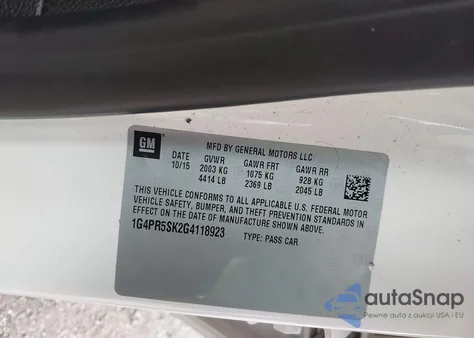 GM
MFD BY GENERAL MOTORS LLC
DATE GVWR GAWR FRT GAWR RR
10/15 2003 KG 1075 KG 928 KG
4414 LB 2369 LB 2045 LB
THIS VEHICLE CONFORMS TO ALL APPLICABLE U.S. FEDERAL MOTOR
VEHICLE SAFETY, BUMPER, AND THEFT PREVENTION STANDARDS IN
EFFECT ON THE DATE OF MANUFACTURE SHOWN ABOVE.
1G4PR5SK2G4118923 TYPE: PASS CAR
autoSnap
Pewne auta z aukcji USA i EU